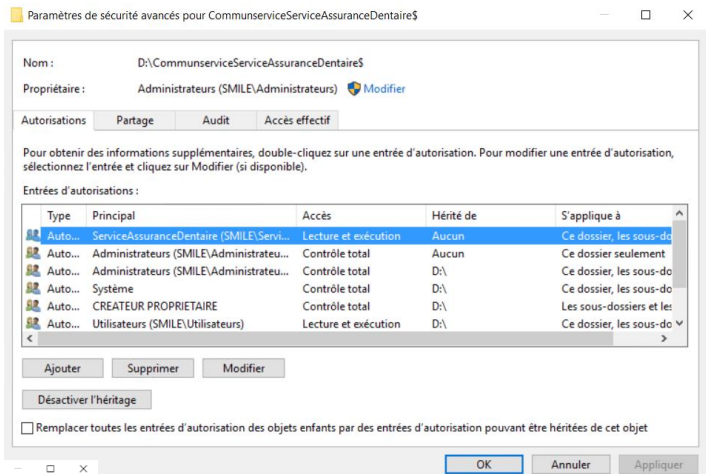 Paramètres de sécurité avancés pour CommunserviceServiceAssuranceDentaire$
Nom : D:\CommunserviceServiceAssuranceDentaire$
Propriétaire : Administrateurs (SMILE\Administrateurs) Modifier
Autorisations Partage Audit Accès effectif
Pour obtenir des informations supplémentaires, double-cliquez sur une entrée d'autorisation. Pour modifier une entrée d'autorisation,
sélectionnez l'entrée et cliquez sur Modifier (si disponible).
Entrées d'autorisations :
Type Principal Accès Hérité de S'applique à
Auto... ServiceAssuranceDentaire (SMILE\Servi... Lecture et exécution Aucun Ce dossier, les sous-do
Auto... Administrateurs (SMILE\Administrateu... Contrôle total Aucun Ce dossier seulement
Auto... Administrateurs (SMILE\Administrateu... Contrôle total D:\ Ce dossier, les sous-do
Auto... Système Contrôle total D:\ Ce dossier, les sous-do
Auto... CREATEUR PROPRIETAIRE Contrôle total D:\ Les sous-dossiers et les
Auto... Utilisateurs (SMILE\Utilisateurs) Lecture et exécution D:\ Ce dossier, les sous-do
Ajouter Supprimer Modifier
Désactiver l'héritage
Remplacer toutes les entrées d'autorisation des objets enfants par des entrées d'autorisation pouvant être héritées de cet objet
OK Annuler Appliquer